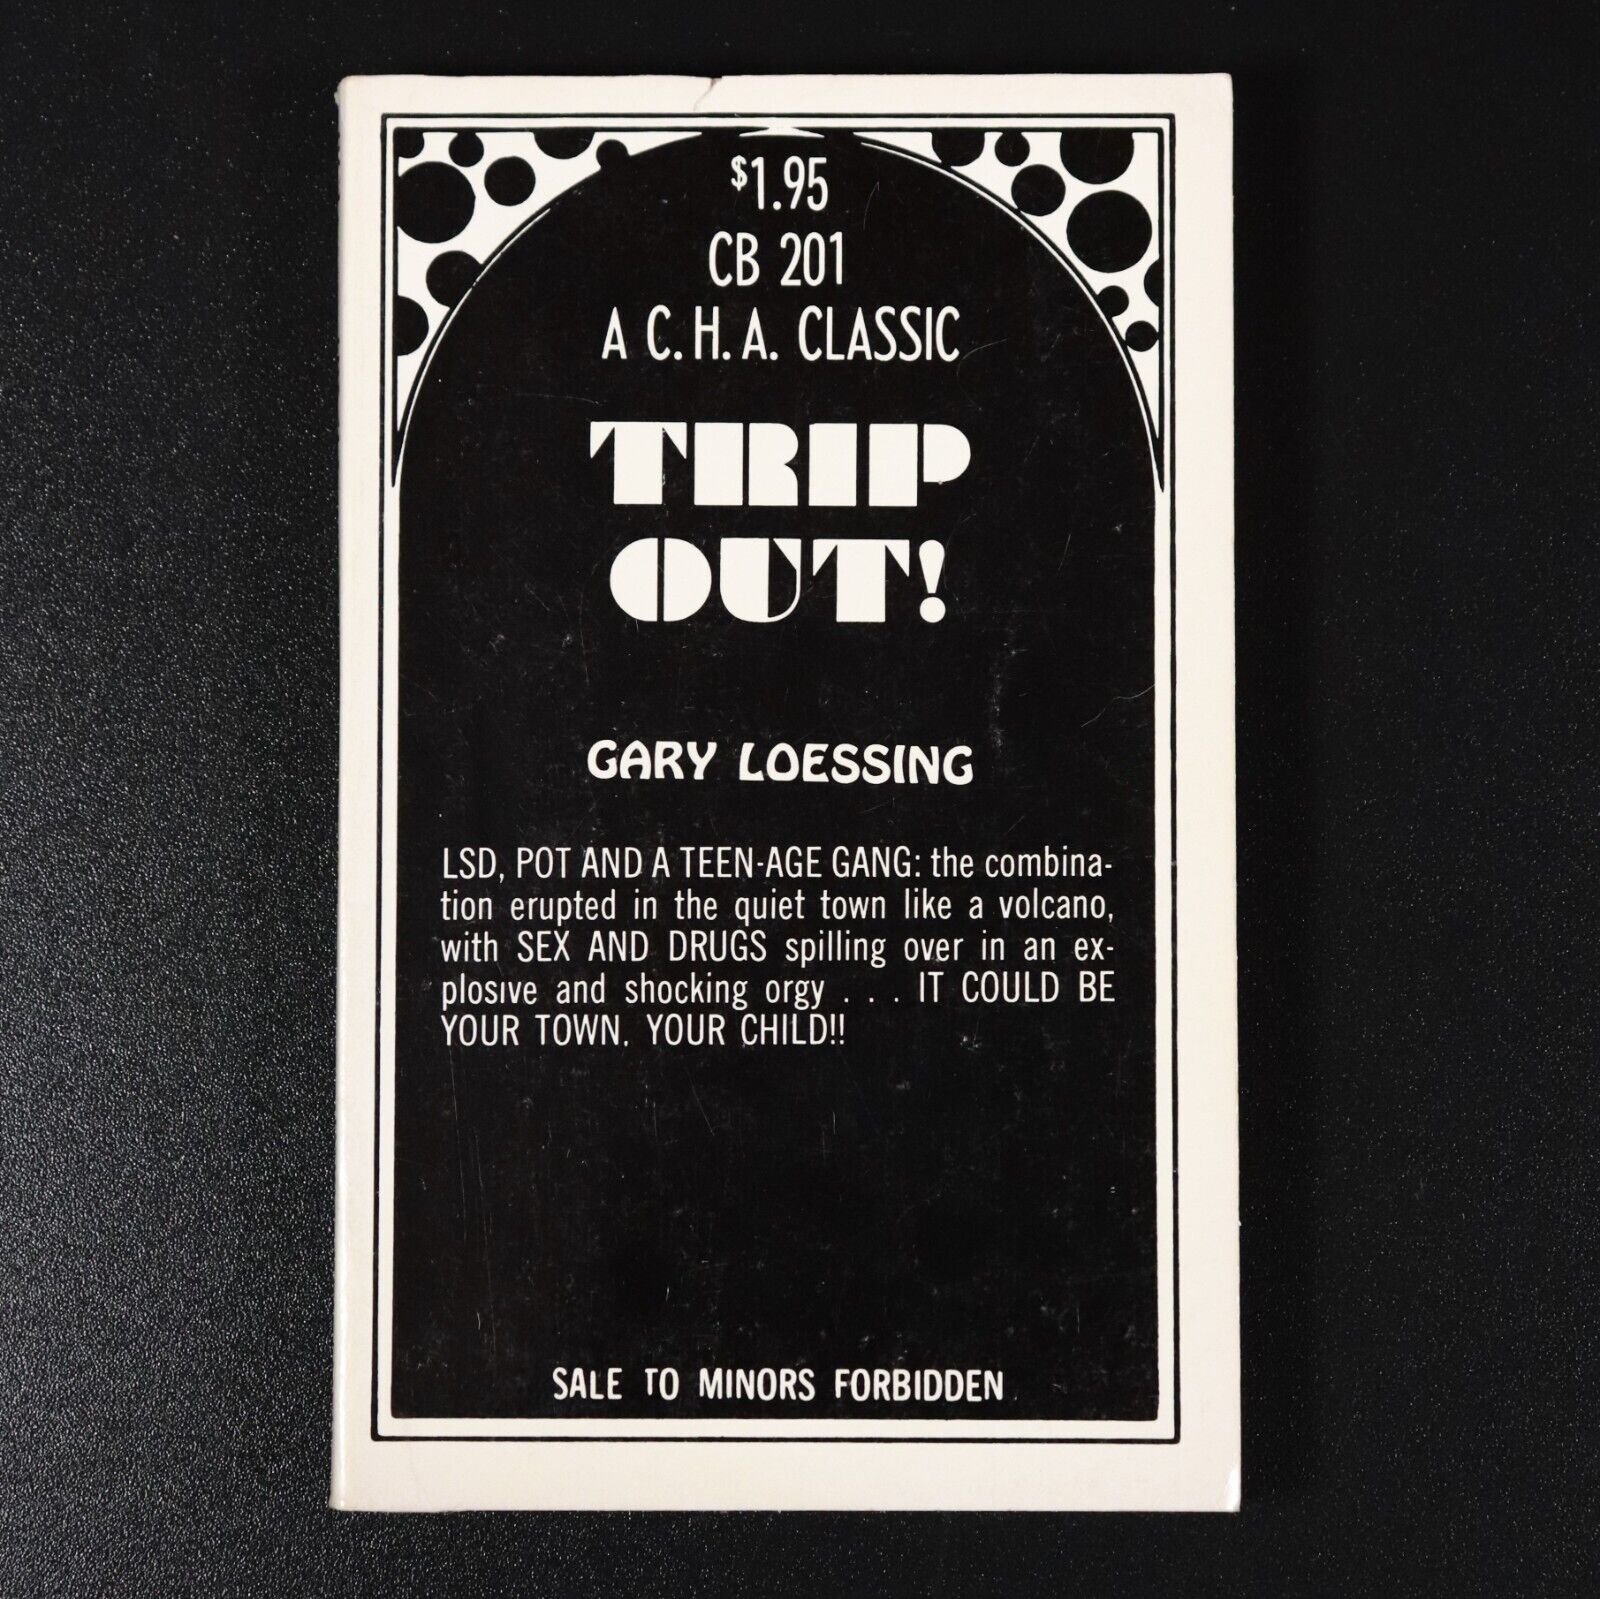 $1.95
CB 201
A C.H.A. CLASSIC
TRIP
OUT!
GARY LOESSING
LSD, POT AND A TEEN-AGE GANG: the combina-
tion erupted in the quiet town like a volcano,
with SEX AND DRUGS spilling over in an ex-
plosive and shocking orgy . . . IT COULD BE
YOUR TOWN, YOUR CHILD!!
SALE TO MINORS FORBIDDEN